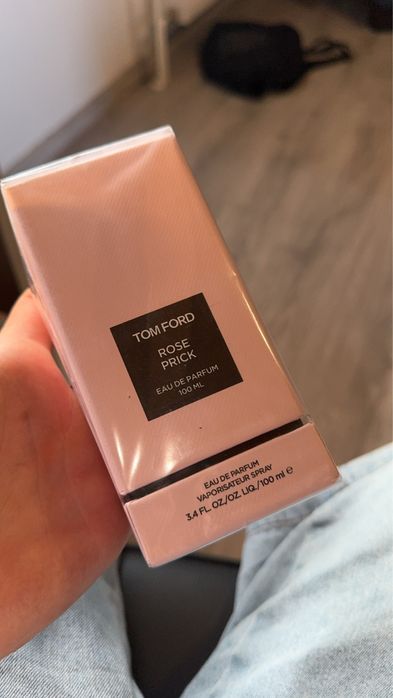 TOM FORD
ROSE
PRICK
EAU DE PARFUM
100 ML
EAU DE PARFUM
VAPORISATEUR SPRAY
3.4 FL. OZ./OZ. LIQ./100 ml ℮